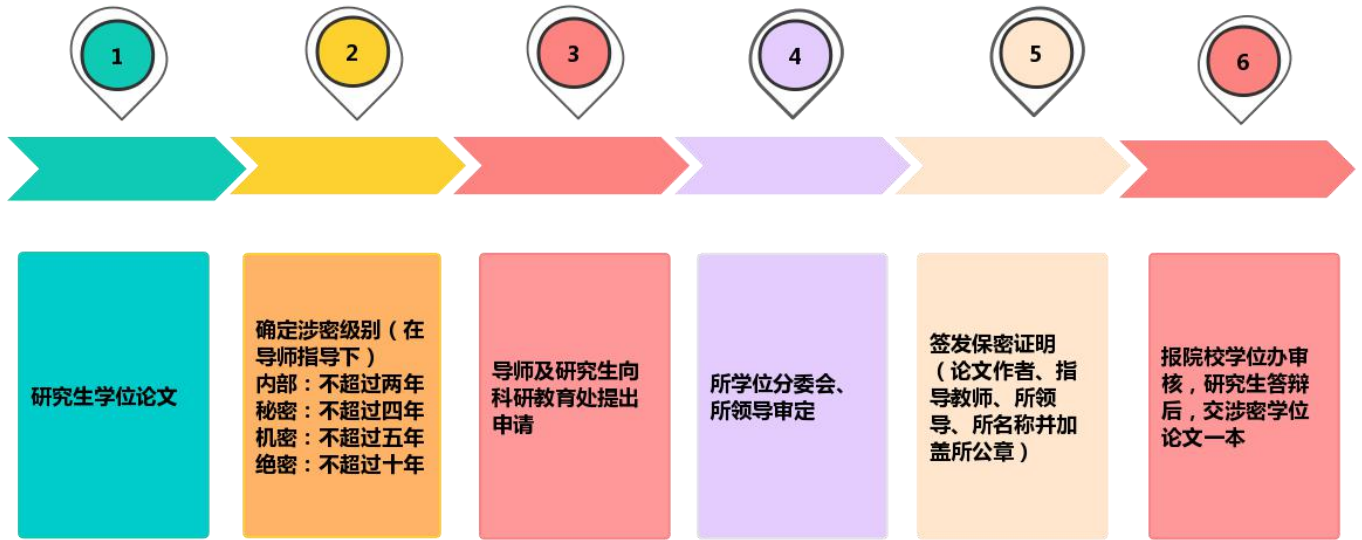 1
2
3
4
5
6
研究生学位论文
确定涉密级别（在
导师指导下）
内部：不超过两年
秘密：不超过四年
机密：不超过五年
绝密：不超过十年
导师及研究生向
科研教育处提出
申请
所学位分委会、
所领导审定
签发保密证明
（论文作者、指
导教师、所领
导、所名称并加
盖所公章）
报院校学位办审
核，研究生答辩
后，交涉密学位
论文一本